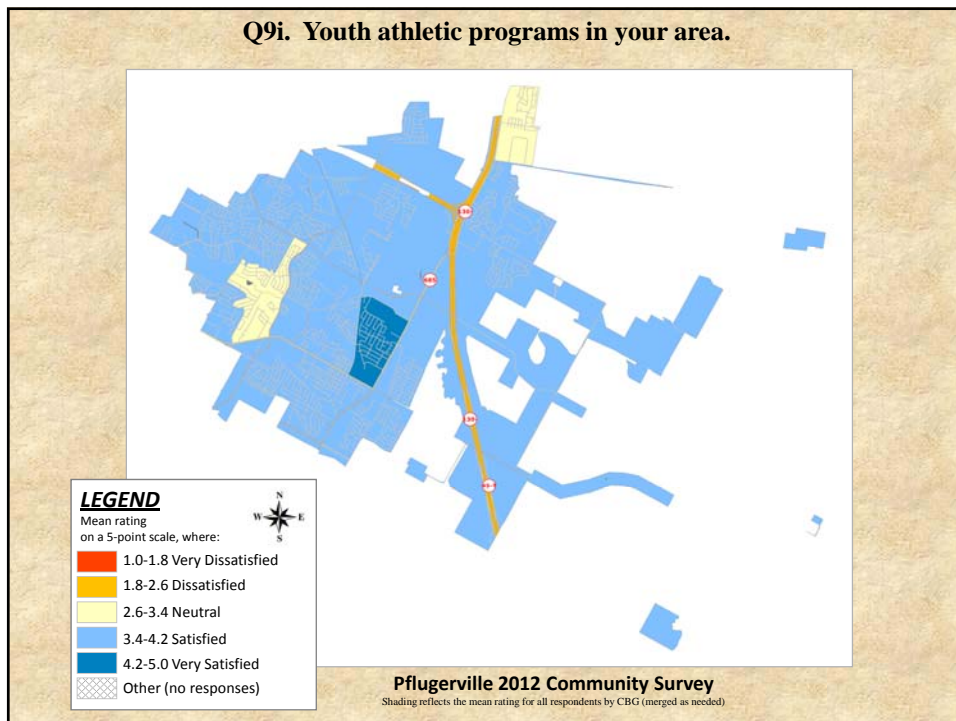 Q9i. Youth athletic programs in your area.
130
685
130
LEGEND
N
W E
S
Mean rating
on a 5-point scale, where:
1.0-1.8 Very Dissatisfied
1.8-2.6 Dissatisfied
2.6-3.4 Neutral
3.4-4.2 Satisfied
4.2-5.0 Very Satisfied
Other (no responses)
Pflugerville 2012 Community Survey
Shading reflects the mean rating for all respondents by CBG (merged as needed)